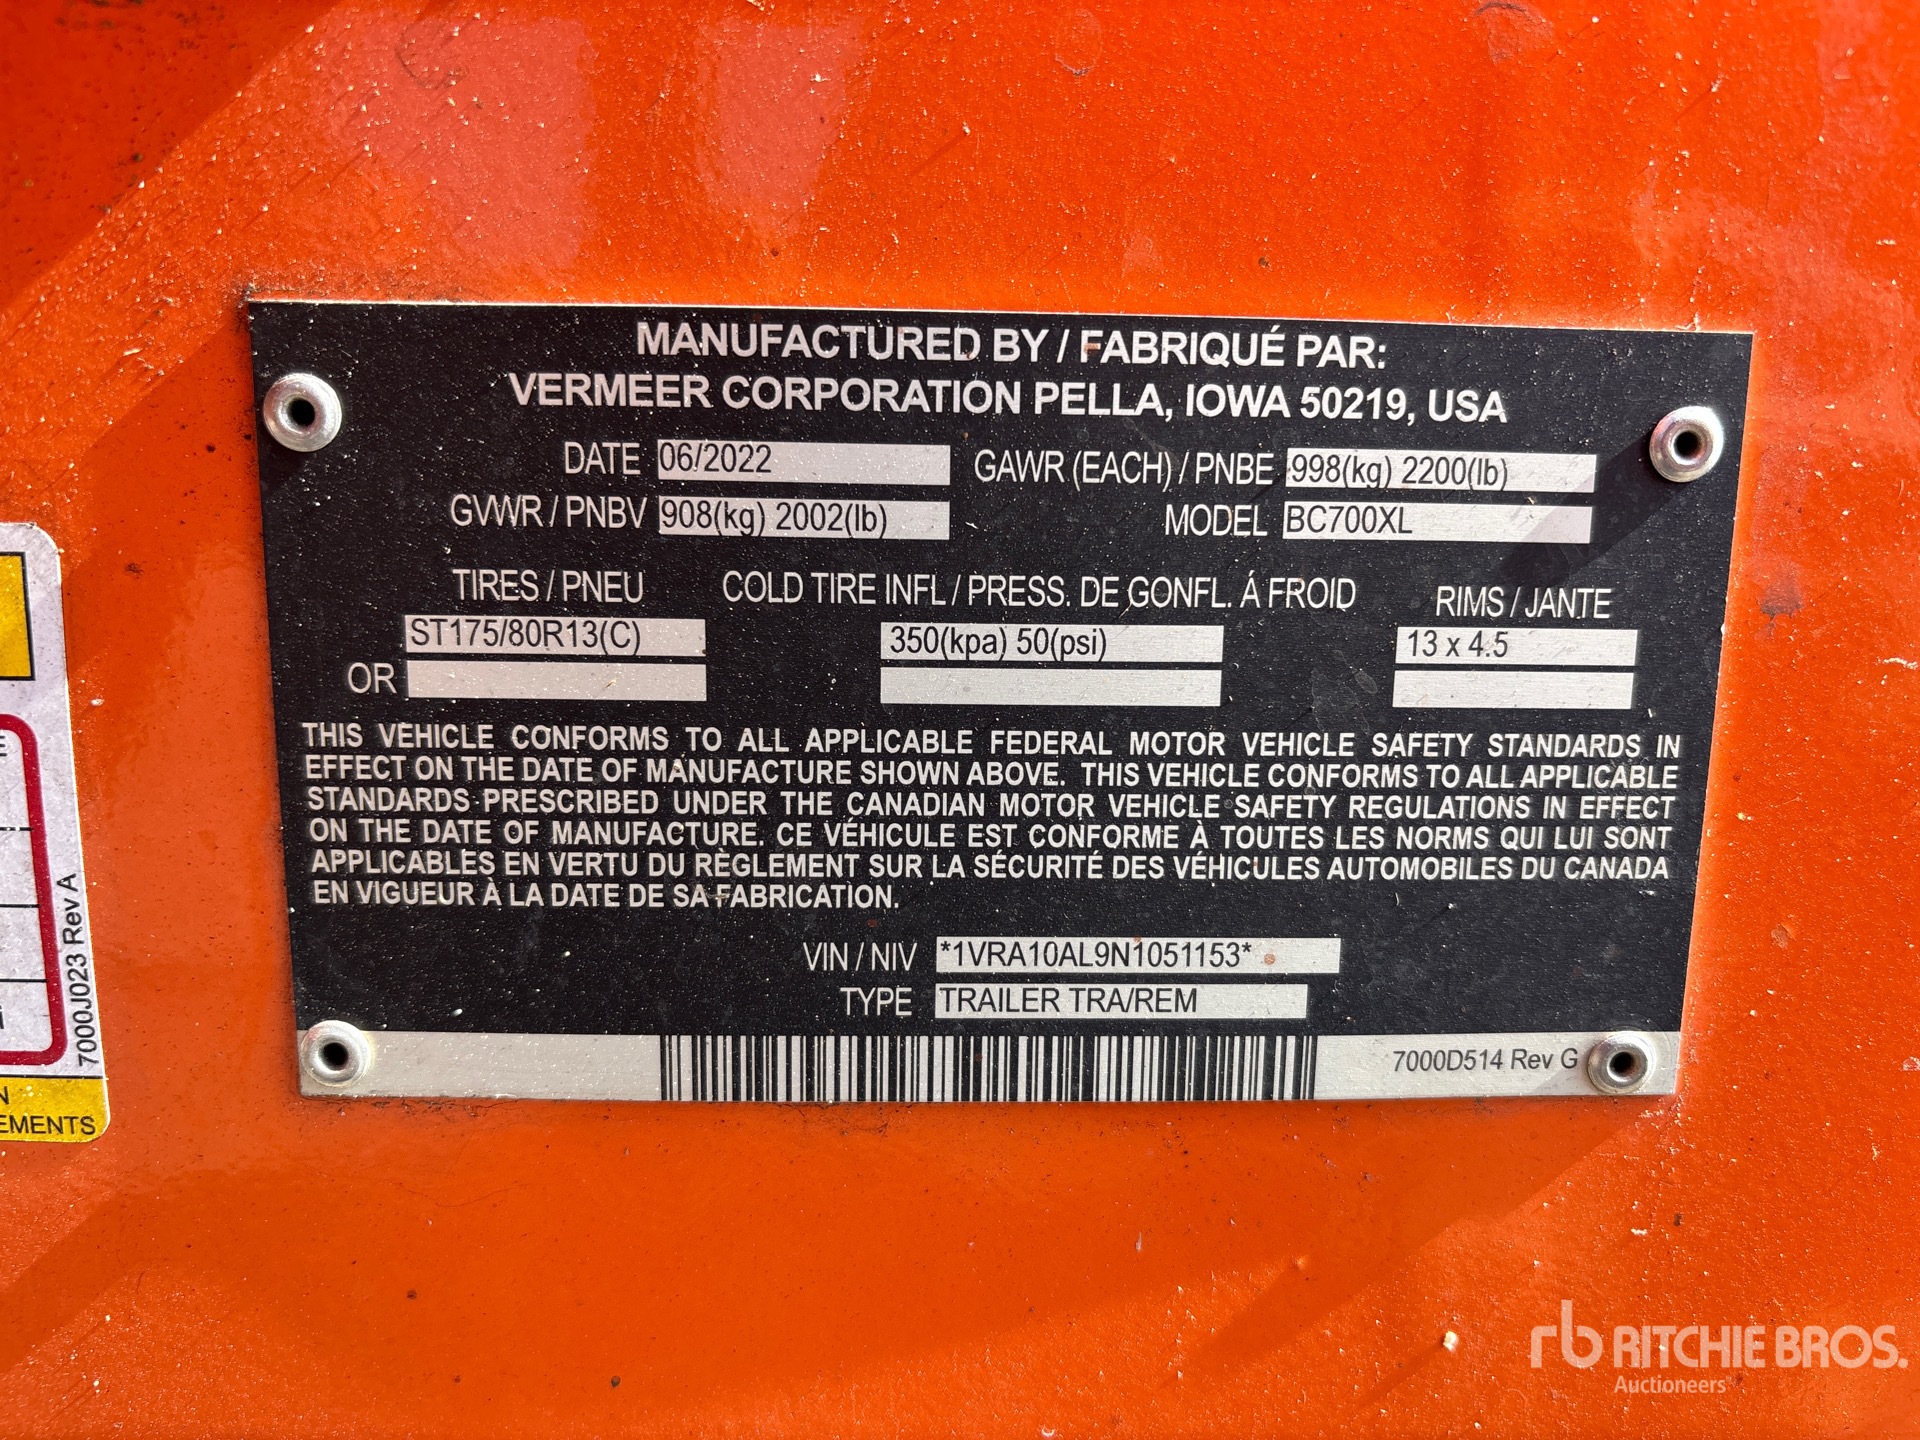 MANUFACTURED BY / FABRIQUÉ PAR:
VERMEER CORPORATION PELLA, IOWA 50219, USA
DATE 06/2022 GAWR (EACH) / PNBE 998(kg) 2200(lb)
GVWR / PNBV 908(kg) 2002(lb) MODEL BC700XL
TIRES / PNEU COLD TIRE INFL / PRESS. DE GONFL. Á FROID RIMS / JANTE
ST175/80R13(C) 350(kpa) 50(psi) 13 x 4.5
OR
THIS VEHICLE CONFORMS TO ALL APPLICABLE FEDERAL MOTOR VEHICLE SAFETY STANDARDS IN
EFFECT ON THE DATE OF MANUFACTURE SHOWN ABOVE. THIS VEHICLE CONFORMS TO ALL APPLICABLE
STANDARDS PRESCRIBED UNDER THE CANADIAN MOTOR VEHICLE SAFETY REGULATIONS IN EFFECT
ON THE DATE OF MANUFACTURE. CE VÉHICULE EST CONFORME À TOUTES LES NORMS QUI LUI SONT
APPLICABLES EN VERTU DU RÈGLEMENT SUR LA SÉCURITÉ DES VÉHICULES AUTOMOBILES DU CANADA
EN VIGUEUR À LA DATE DE SA FABRICATION.
VIN / NIV *1VRA10AL9N1051153*
TYPE TRAILER TRA/REM
7000D514 Rev G
7000J023 Rev A
N
EMENTS
rb RITCHIE BROS.
Auctioneers